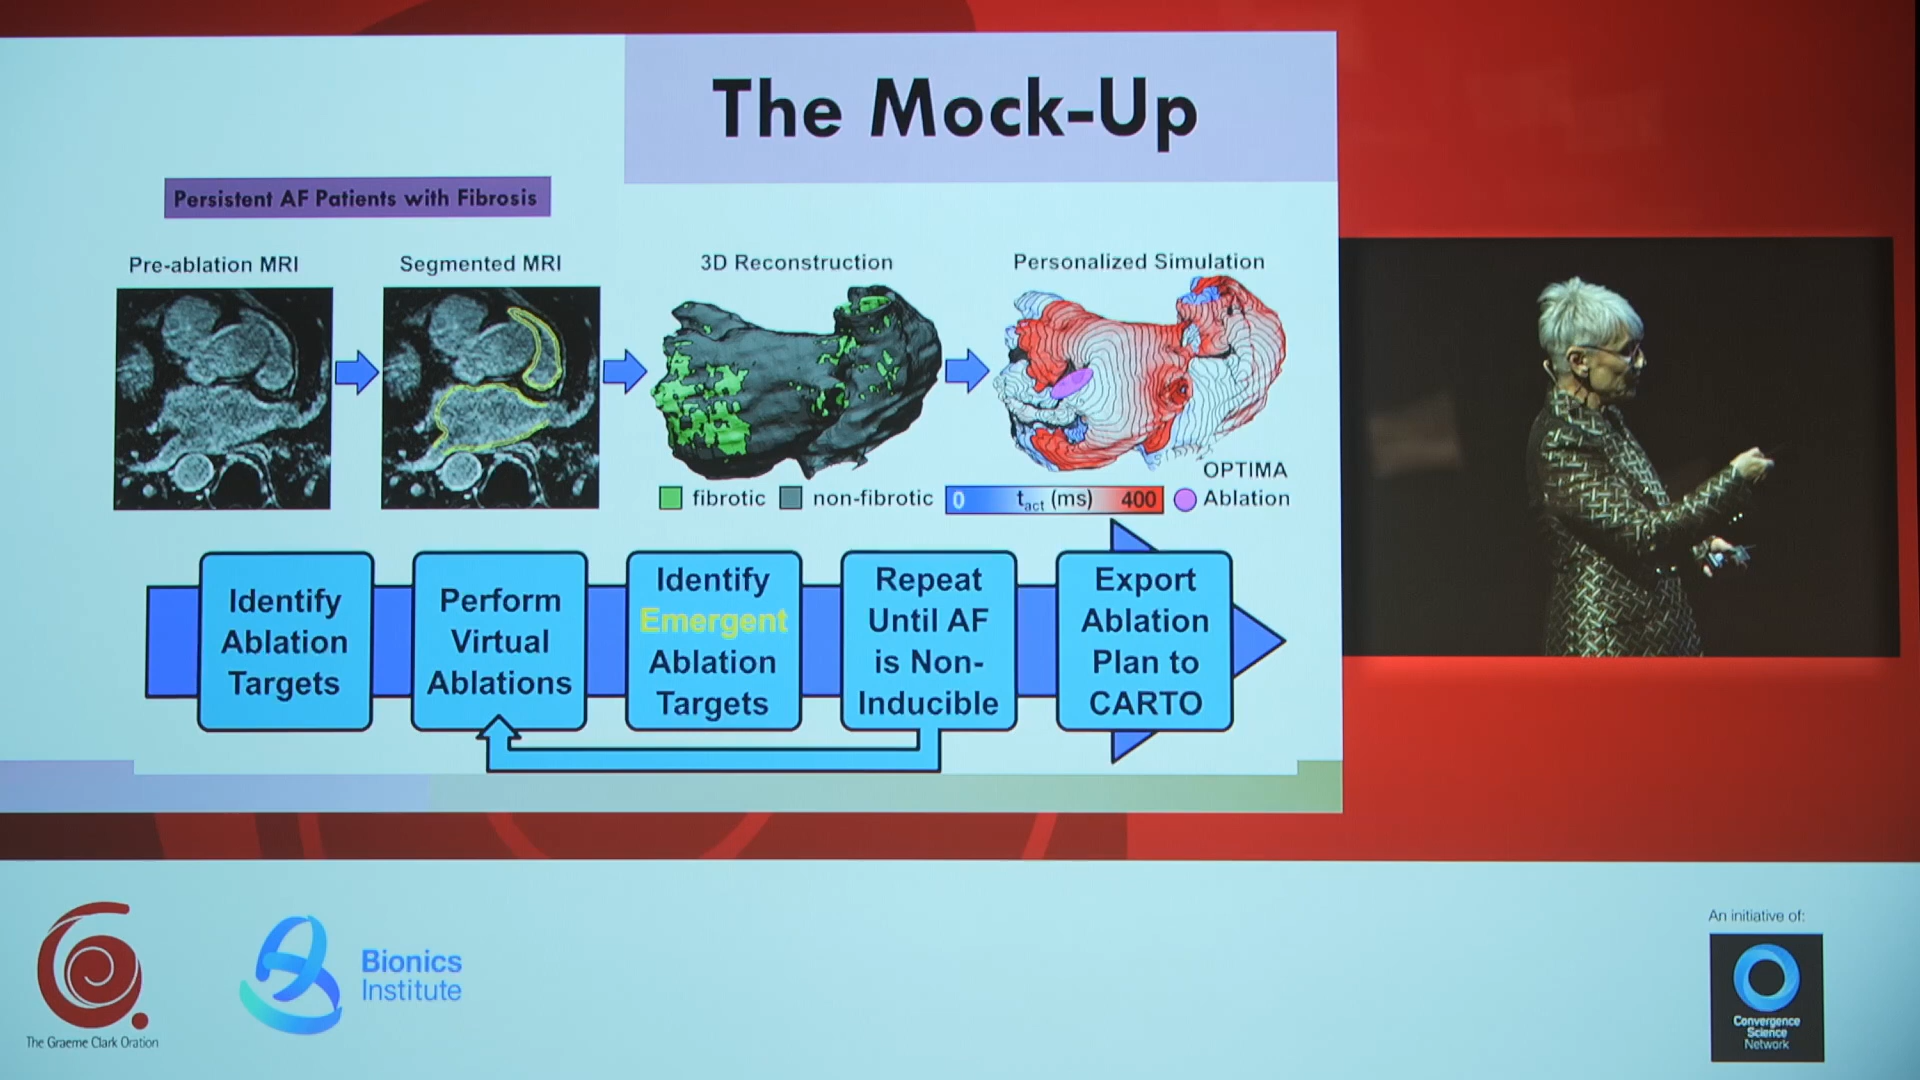 The Mock-Up
Persistent AF Patients with Fibrosis
Pre-ablation MRI
Segmented MRI
3D Reconstruction
Personalized Simulation
fibrotic
non-fibrotic
0 tact (ms) 400
OPTIMA
Ablation
Identify
Ablation
Targets
Perform
Virtual
Ablations
Identify
Emergent
Ablation
Targets
Repeat
Until AF
is Non-
Inducible
Export
Ablation
Plan to
CARTO
The Graeme Clark Oration
Bionics
Institute
An initiative of:
Convergence
Science
Network